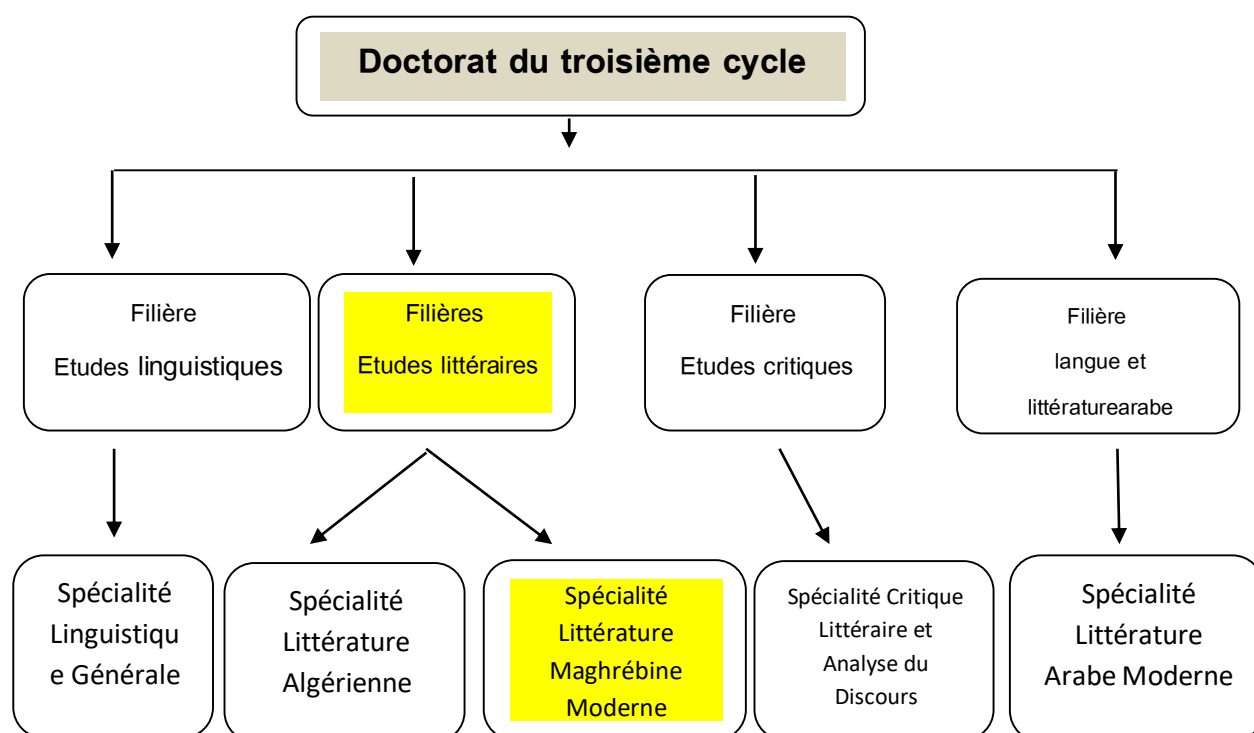 Doctorat du troisième cycle
Filière
Etudes linguistiques
Filières
Etudes littéraires
Filière
Etudes critiques
Filière
langue et
littératurearabe
Spécialité
Linguistiqu
e Générale
Spécialité
Littérature
Algérienne
Spécialité
Littérature
Maghrébine
Moderne
Spécialité Critique
Littéraire et
Analyse du
Discours
Spécialité
Littérature
Arabe Moderne